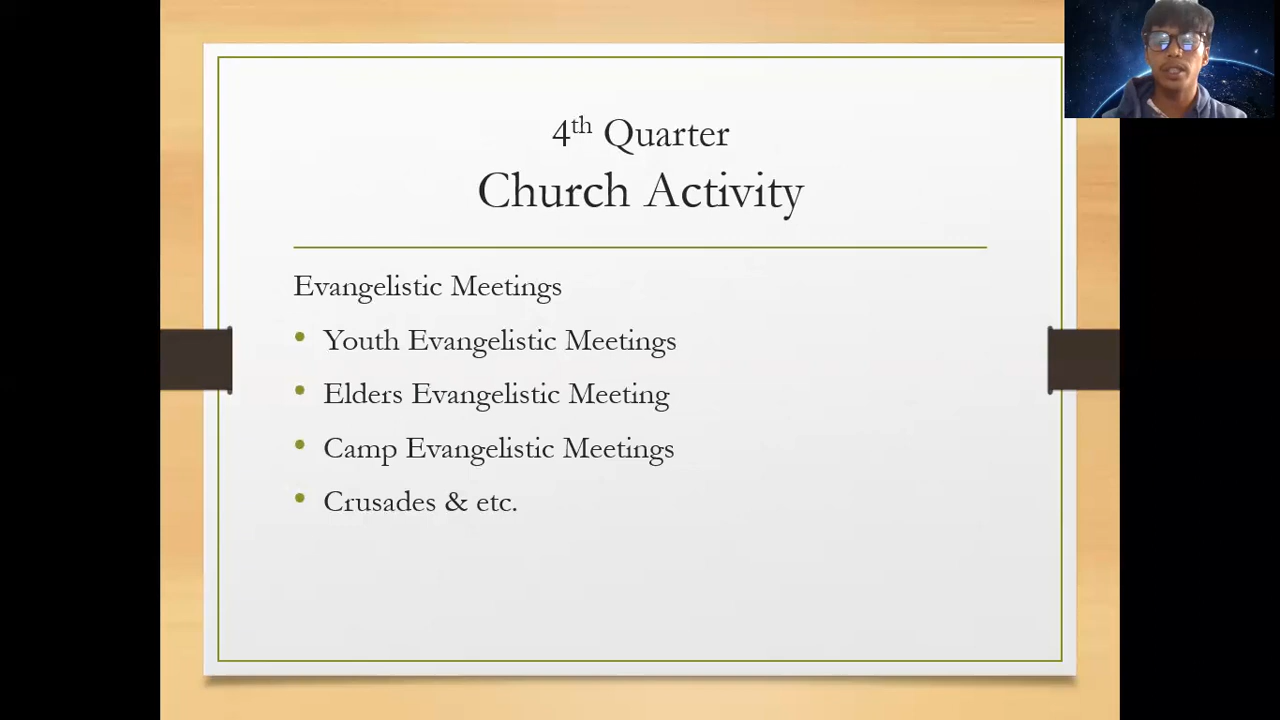 4th Quarter
Church Activity
Evangelistic Meetings
• Youth Evangelistic Meetings
• Elders Evangelistic Meeting
• Camp Evangelistic Meetings
• Crusades & etc.